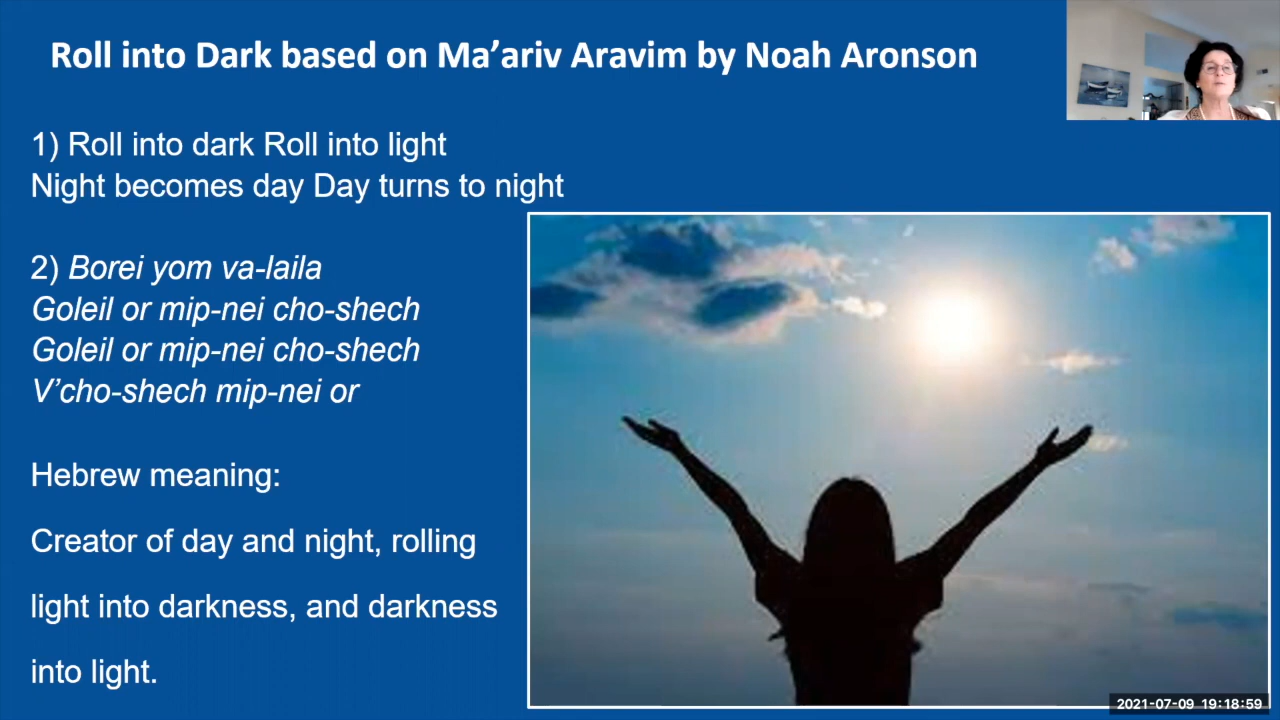 Roll into Dark based on Ma’ariv Aravim by Noah Aronson
1) Roll into dark Roll into light
Night becomes day Day turns to night
2) Borei yom va-laila
Goleil or mip-nei cho-shech
Goleil or mip-nei cho-shech
V’cho-shech mip-nei or
Hebrew meaning:
Creator of day and night, rolling
light into darkness, and darkness
into light.
2021-07-09 19:18:59